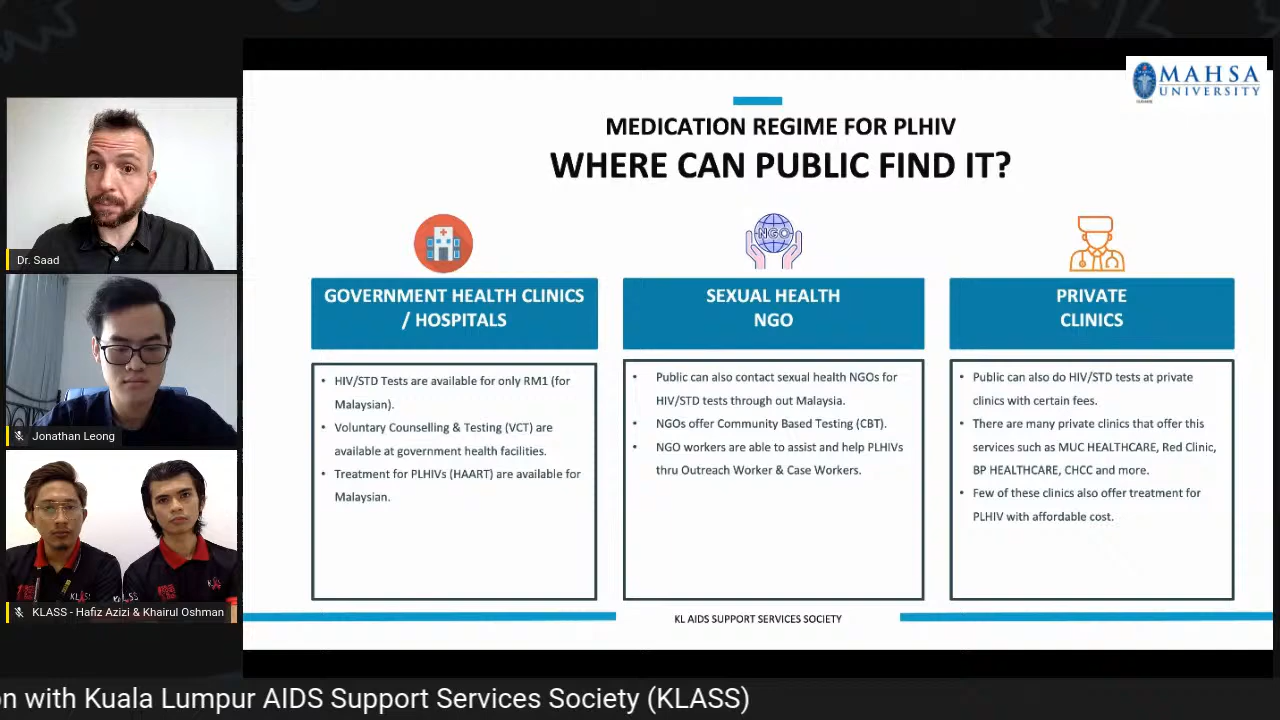 MAHSA
UNIVERSITY
MEDICATION REGIME FOR PLHIV
WHERE CAN PUBLIC FIND IT?
NGO
GOVERNMENT HEALTH CLINICS
/ HOSPITALS
SEXUAL HEALTH
NGO
PRIVATE
CLINICS
• HIV/STD Tests are available for only RM1 (for
Malaysian).
• Voluntary Counselling & Testing (VCT) are
available at government health facilities.
• Treatment for PLHIVs (HAART) are available for
Malaysian.
• Public can also contact sexual health NGOs for
HIV/STD tests through out Malaysia.
• NGOs offer Community Based Testing (CBT).
• NGO workers are able to assist and help PLHIVs
thru Outreach Worker & Case Workers.
• Public can also do HIV/STD tests at private
clinics with certain fees.
• There are many private clinics that offer this
services such as MUC HEALTHCARE, Red Clinic,
BP HEALTHCARE, CHCC and more.
• Few of these clinics also offer treatment for
PLHIV with affordable cost.
KL AIDS SUPPORT SERVICES SOCIETY
Dr. Saad
Jonathan Leong
KLASS - Hafiz Azizi & Khairul Oshman
on with Kuala Lumpur AIDS Support Services Society (KLASS)